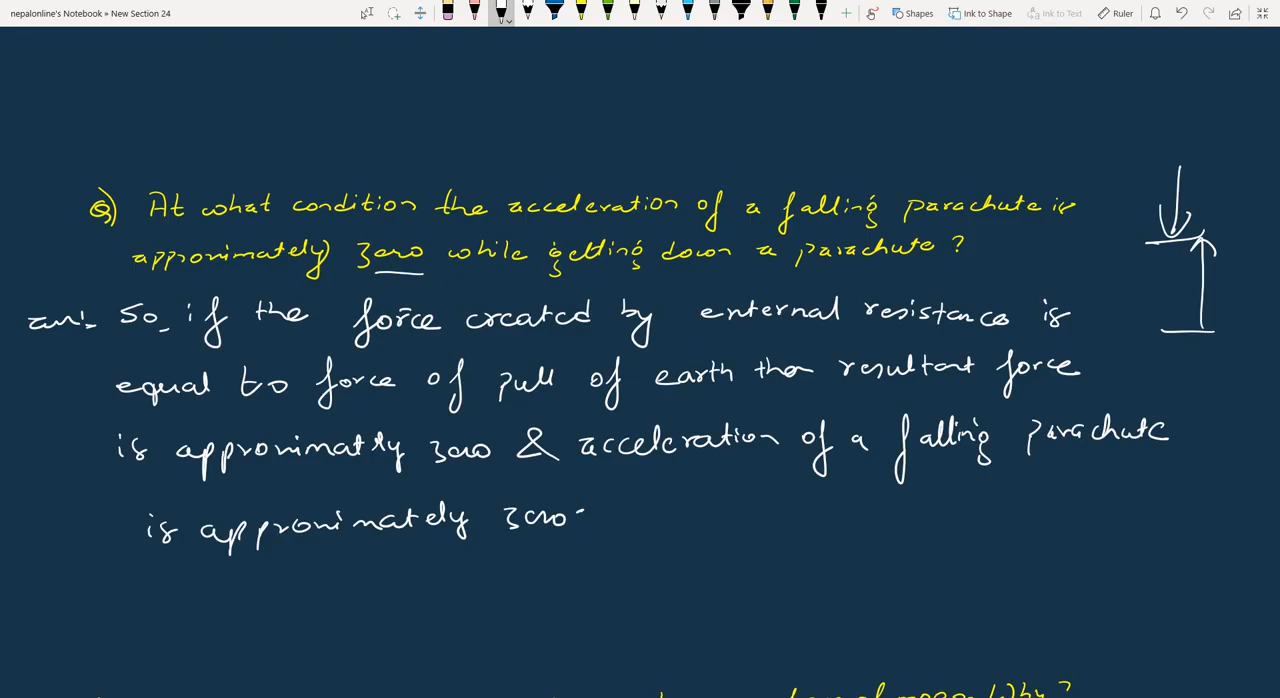 nepalonline's Notebook » New Section 24
Shapes Ink to Shape Ink to Text Ruler
Q) At what condition the acceleration of a falling parachute is
approximately zero while getting down a parachute ?
ans:- So, if the force created by external resistance is
equal to force of pull of earth then resultant force
is approximately zero & acceleration of a falling parachute
is approximately zero.
of moon. Why?